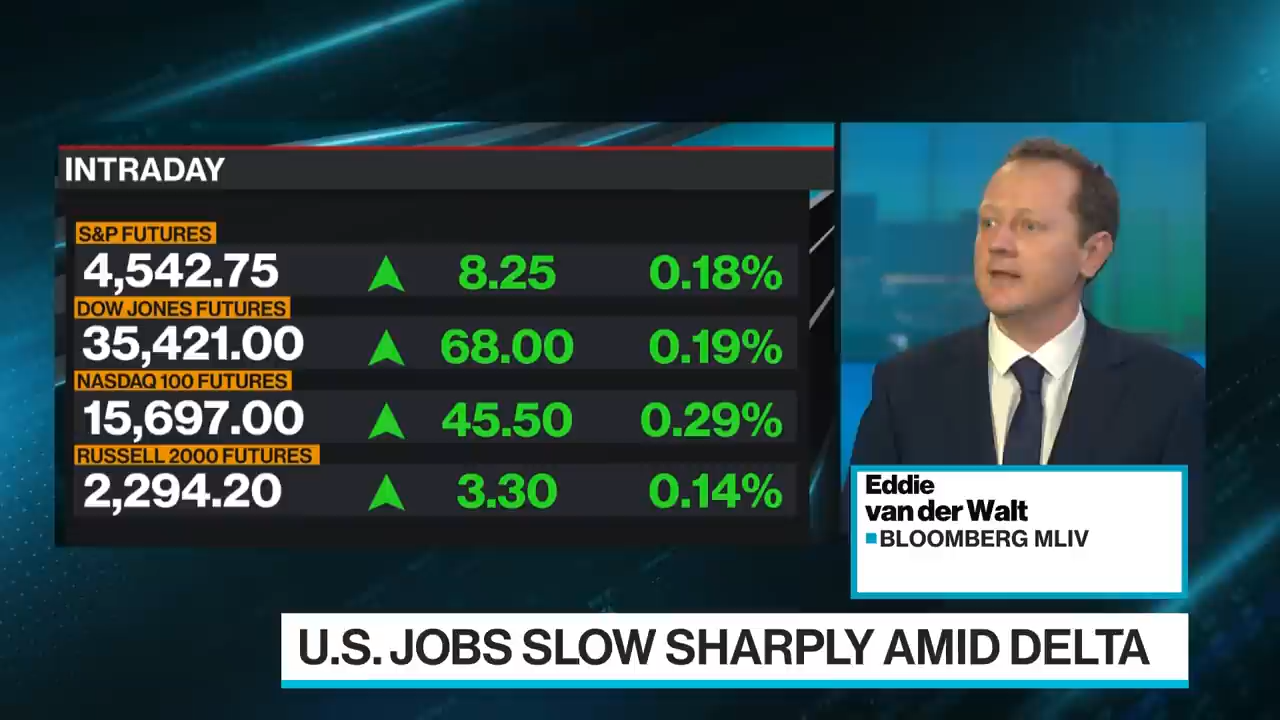 INTRADAY
S&P FUTURES
4,542.75 ▲ 8.25 0.18%
DOW JONES FUTURES
35,421.00 ▲ 68.00 0.19%
NASDAQ 100 FUTURES
15,697.00 ▲ 45.50 0.29%
RUSSELL 2000 FUTURES
2,294.20 ▲ 3.30 0.14%
Eddie
van der Walt
BLOOMBERG MLIV
U.S. JOBS SLOW SHARPLY AMID DELTA